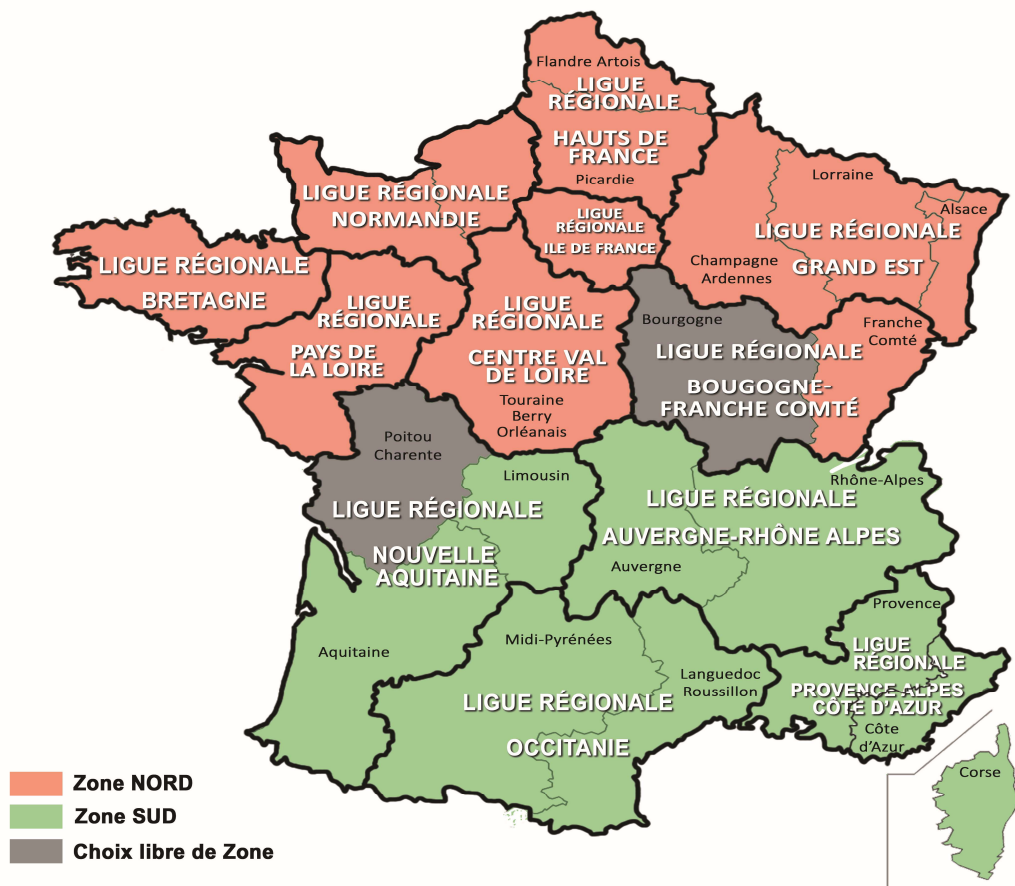 Flandre Artois
LIGUE
RÉGIONALE
HAUTS DE
FRANCE
Picardie
LIGUE RÉGIONALE
NORMANDIE
LIGUE
RÉGIONALE
ILE DE FRANCE
Lorraine
Alsace
LIGUE RÉGIONALE
GRAND EST
Champagne
Ardennes
LIGUE RÉGIONALE
BRETAGNE
LIGUE
RÉGIONALE
PAYS DE
LA LOIRE
LIGUE
RÉGIONALE
CENTRE VAL
DE LOIRE
Touraine
Berry
Orléanais
Bourgogne
Franche
Comté
LIGUE RÉGIONALE
BOUGOGNE-
FRANCHE COMTÉ
Poitou
Charente
Limousin
LIGUE RÉGIONALE
NOUVELLE
AQUITAINE
Aquitaine
Rhône-Alpes
LIGUE RÉGIONALE
AUVERGNE-RHÔNE ALPES
Auvergne
Midi-Pyrénées
Languedoc
Roussillon
LIGUE RÉGIONALE
OCCITANIE
Provence
LIGUE
RÉGIONALE
PROVENCE ALPES
CÔTE D'AZUR
Côte
d'Azur
Corse
Zone NORD
Zone SUD
Choix libre de Zone